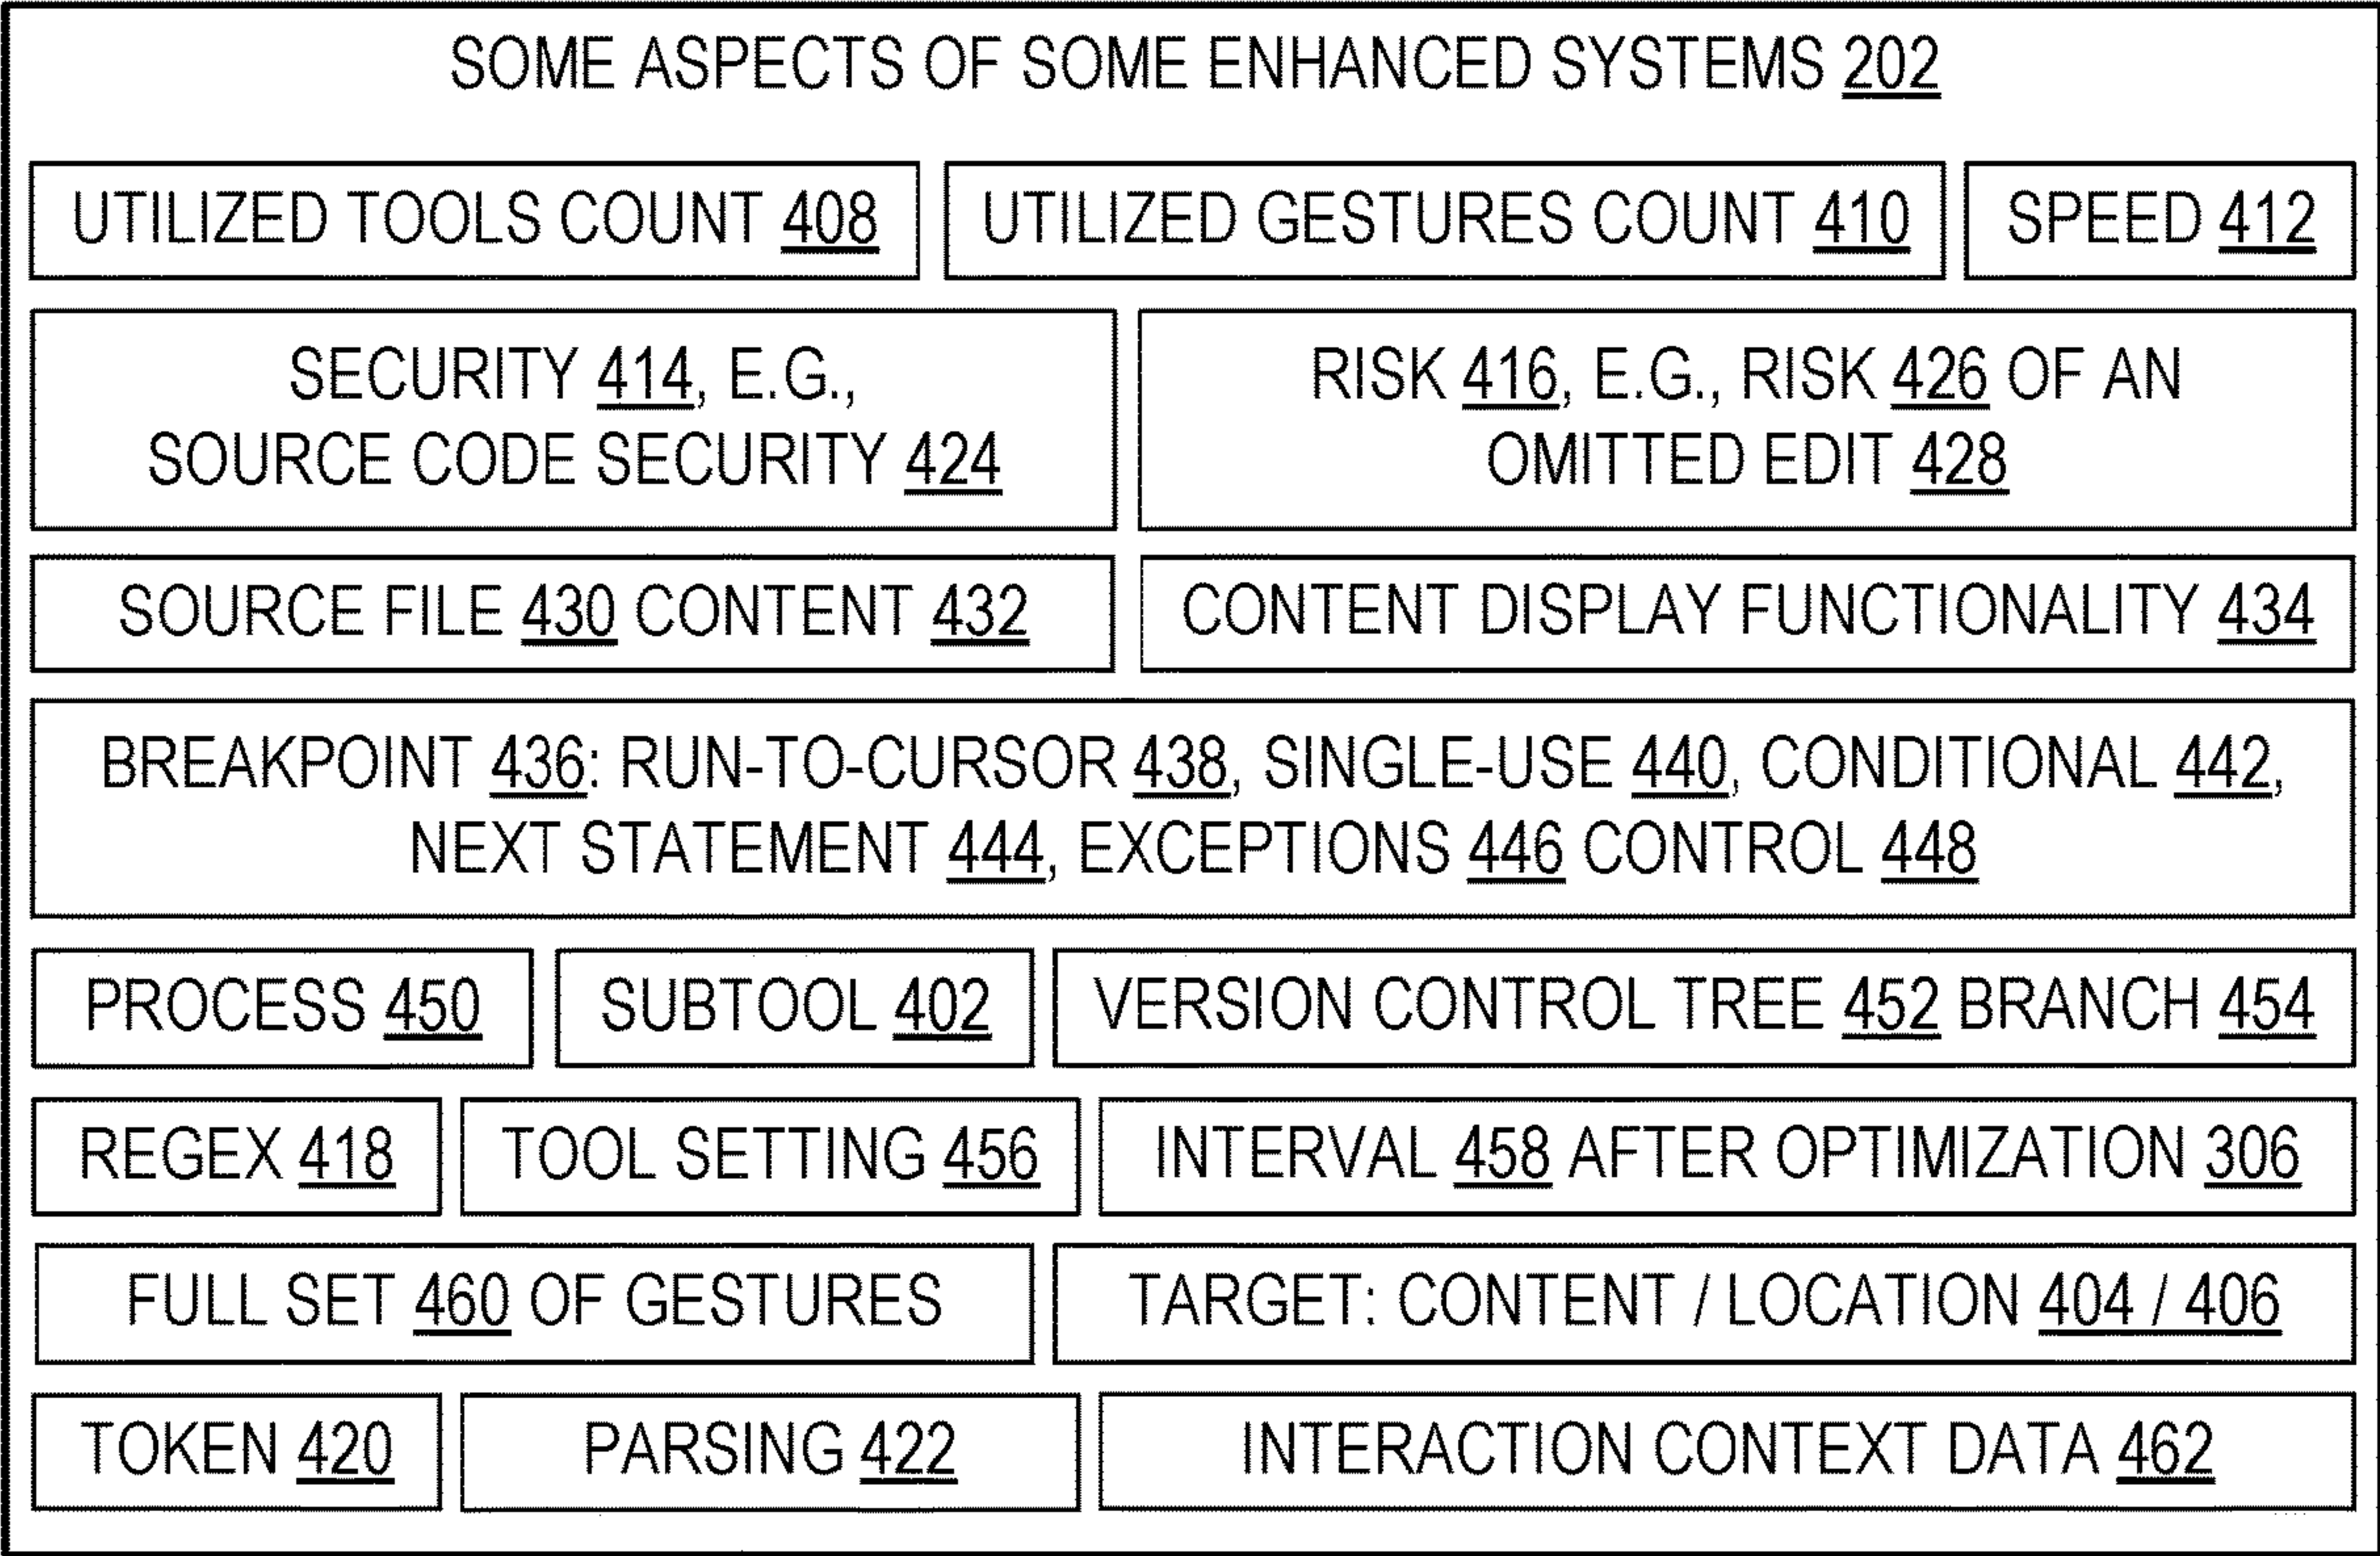 SOME ASPECTS OF SOME ENHANCED SYSTEMS 202
UTILIZED TOOLS COUNT 408
UTILIZED GESTURES COUNT 410
SPEED 412
SECURITY 414, E.G.,
SOURCE CODE SECURITY 424
RISK 416, E.G., RISK 426 OF AN
OMITTED EDIT 428
SOURCE FILE 430 CONTENT 432
CONTENT DISPLAY FUNCTIONALITY 434
BREAKPOINT 436: RUN-TO-CURSOR 438, SINGLE-USE 440, CONDITIONAL 442,
NEXT STATEMENT 444, EXCEPTIONS 446 CONTROL 448
PROCESS 450
SUBTOOL 402
VERSION CONTROL TREE 452 BRANCH 454
REGEX 418
TOOL SETTING 456
INTERVAL 458 AFTER OPTIMIZATION 306
FULL SET 460 OF GESTURES
TARGET: CONTENT / LOCATION 404 / 406
TOKEN 420
PARSING 422
INTERACTION CONTEXT DATA 462